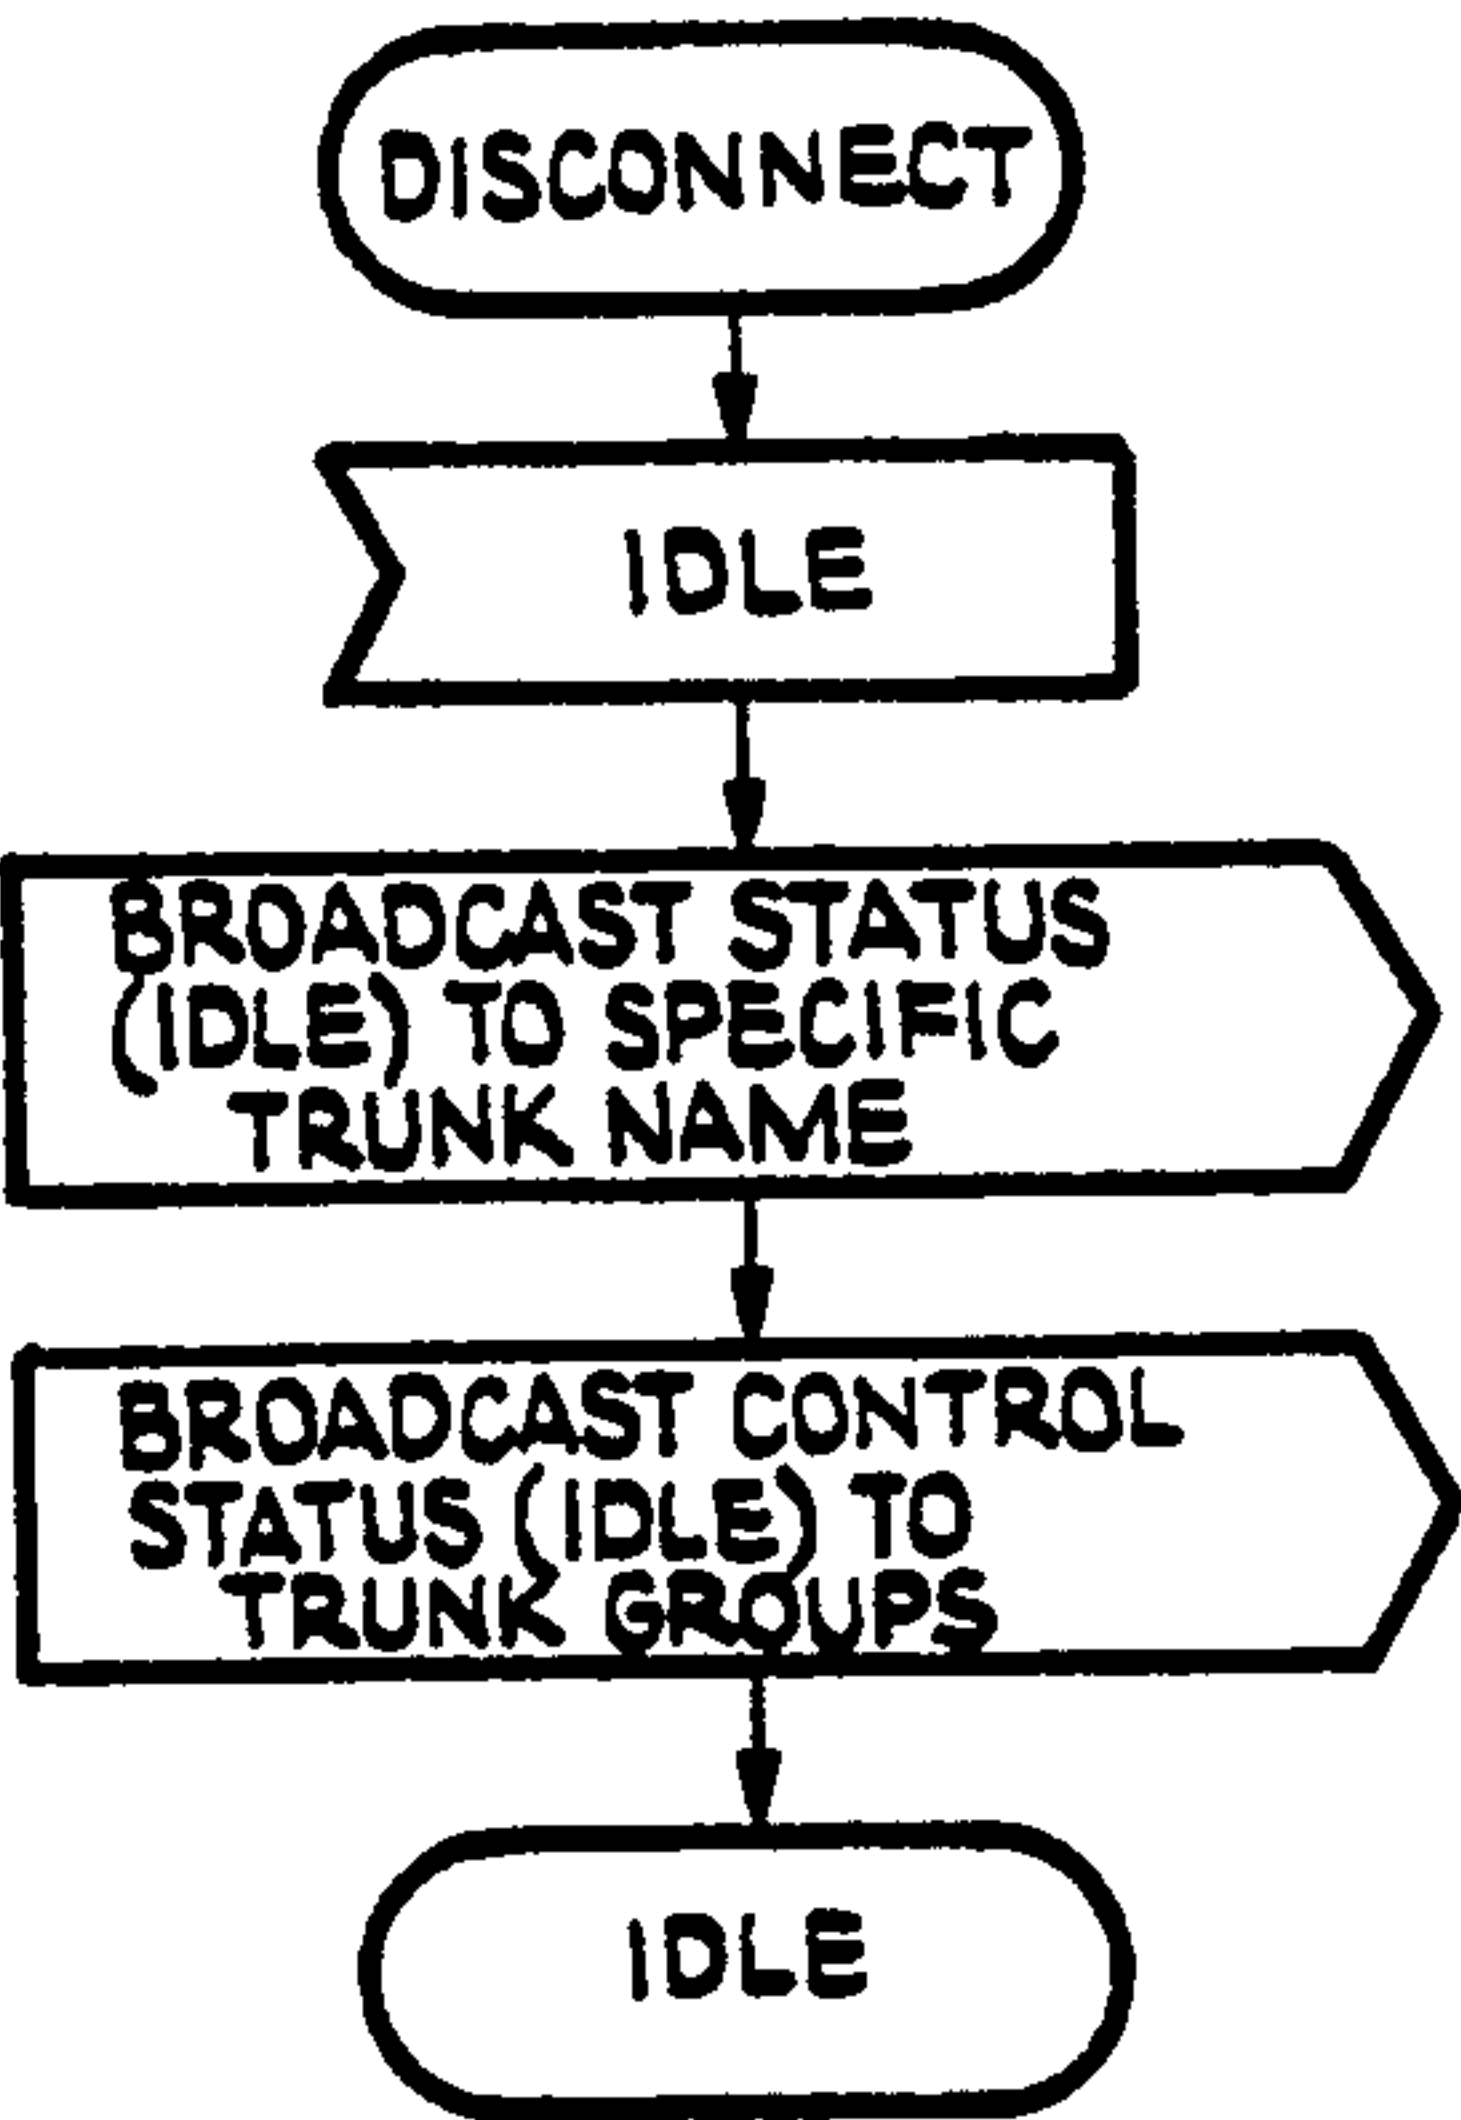 DISCONNECT
IDLE
BROADCAST STATUS
(IDLE) TO SPECIFIC
TRUNK NAME
BROADCAST CONTROL
STATUS (IDLE) TO
TRUNK GROUPS
IDLE